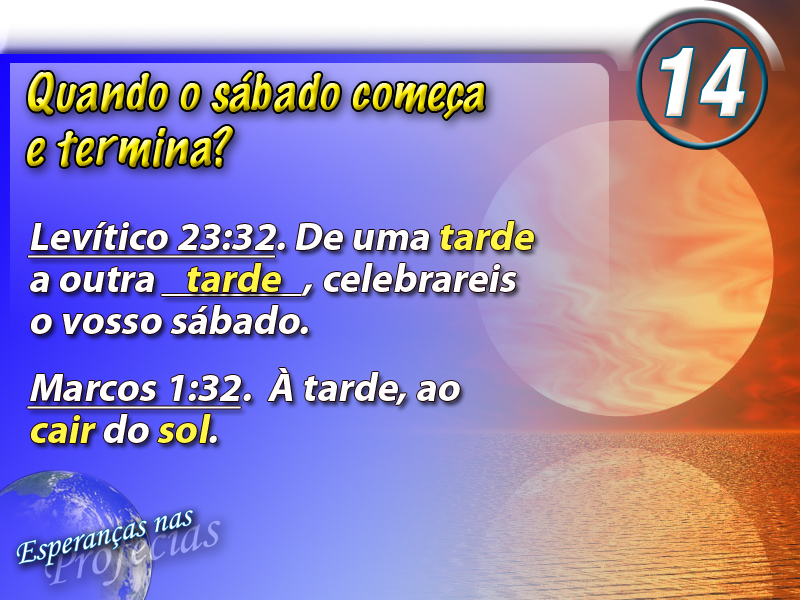 14
Quando o sábado começa
e termina?
Levítico 23:32. De uma tarde
a outra __tarde_, celebrareis
o vosso sábado.
Marcos 1:32. À tarde, ao
cair do sol.
Esperanças nas
Profecias